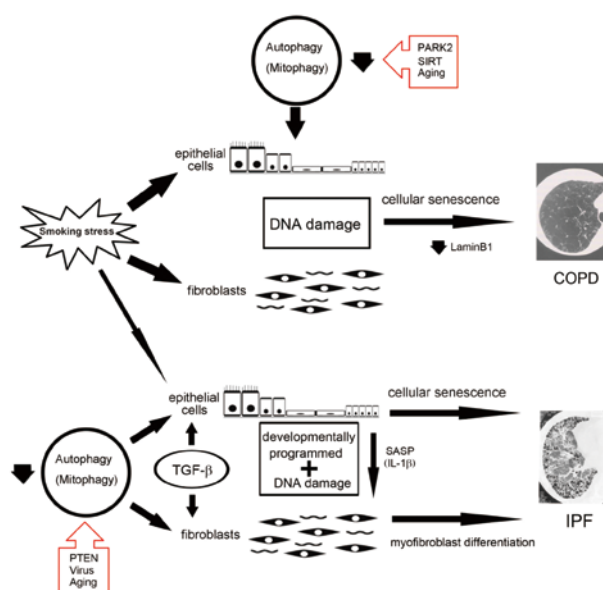 Autophagy
(Mitophagy)
PARK2
SIRT
Aging
epithelial
cells
Smoking stress
DNA damage
cellular senescence
LaminB1
COPD
fibroblasts
epithelial
cells
cellular senescence
Autophagy
(Mitophagy)
TGF-β
developmentally
programmed
+
DNA damage
SASP
(IL-1β)
fibroblasts
myofibroblast differentiation
IPF
PTEN
Virus
Aging